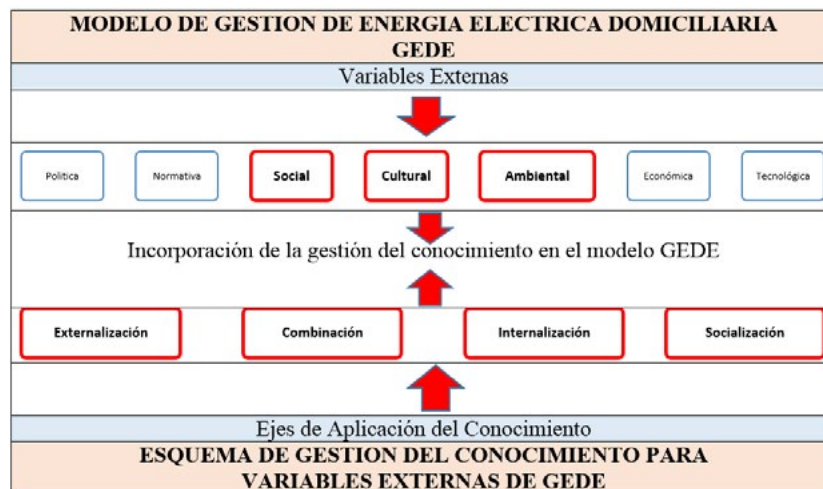 MODELO DE GESTION DE ENERGIA ELECTRICA DOMICILIARIA
GEDE
Variables Externas
Politica Normativa Social Cultural Ambiental Económica Tecnológica
Incorporación de la gestión del conocimiento en el modelo GEDE
Externalización Combinación Internalización Socialización
Ejes de Aplicación del Conocimiento
ESQUEMA DE GESTION DEL CONOCIMIENTO PARA
VARIABLES EXTERNAS DE GEDE